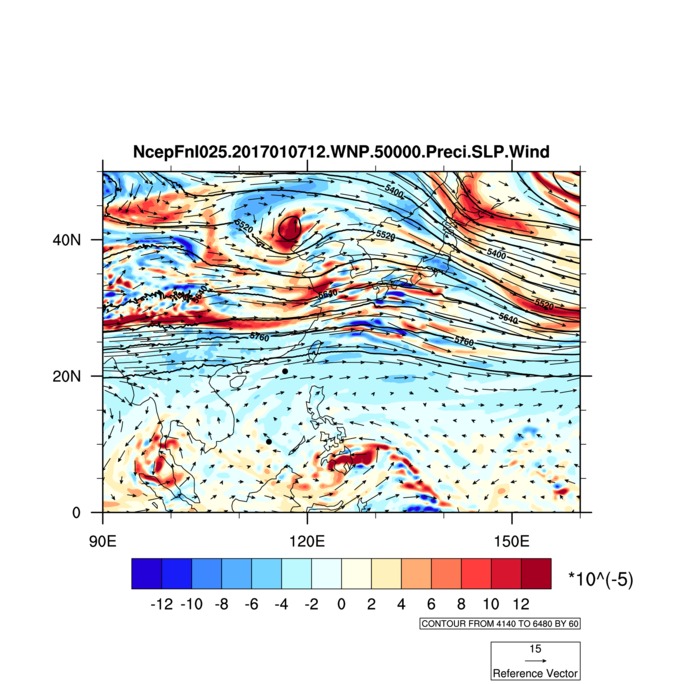 NcepFnl025.2017010712.WNP.50000.Preci.SLP.Wind
5400
5520
5520
5400
40N
5640
5520
5640
5760
5760
20N
0
90E 120E 150E
-12 -10 -8 -6 -4 -2 0 2 4 6 8 10 12
*10^(-5)
CONTOUR FROM 4140 TO 6480 BY 60
15
Reference Vector